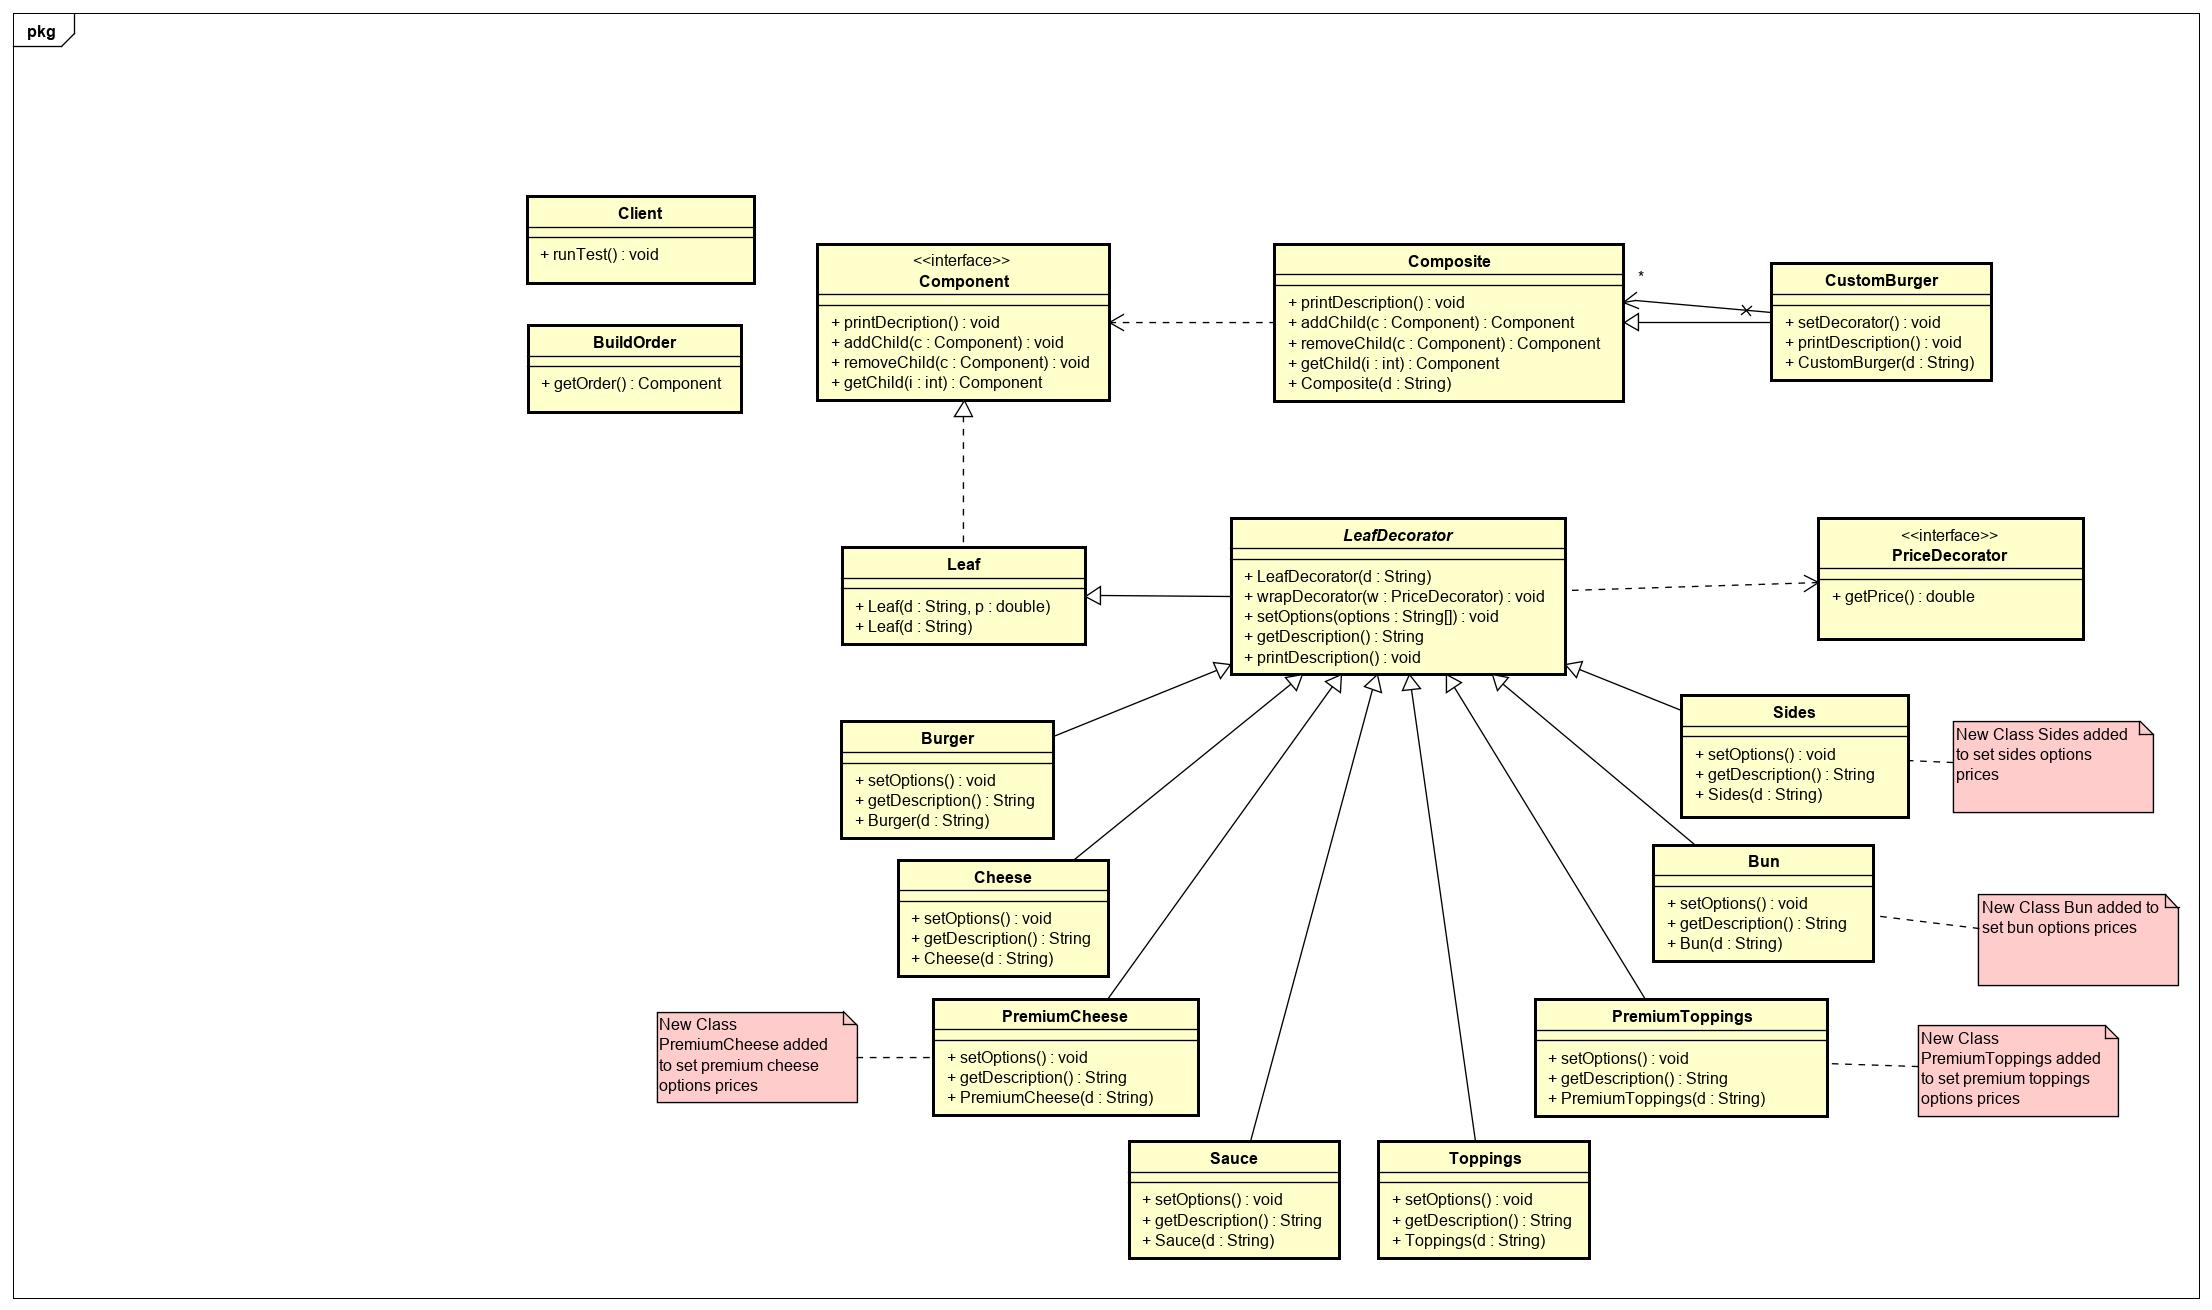 pkg
Client
+ runTest() : void
BuildOrder
+ getOrder() : Component
<<interface>>
Component
+ printDecription() : void
+ addChild(c : Component) : void
+ removeChild(c : Component) : void
+ getChild(i : int) : Component
Composite
+ printDescription() : void
+ addChild(c : Component) : Component
+ removeChild(c : Component) : Component
+ getChild(i : int) : Component
+ Composite(d : String)
*
CustomBurger
+ setDecorator() : void
+ printDescription() : void
+ CustomBurger(d : String)
Leaf
+ Leaf(d : String, p : double)
+ Leaf(d : String)
LeafDecorator
+ LeafDecorator(d : String)
+ wrapDecorator(w : PriceDecorator) : void
+ setOptions(options : String[]) : void
+ getDescription() : String
+ printDescription() : void
<<interface>>
PriceDecorator
+ getPrice() : double
Burger
+ setOptions() : void
+ getDescription() : String
+ Burger(d : String)
Sides
+ setOptions() : void
+ getDescription() : String
+ Sides(d : String)
New Class Sides added
to set sides options
prices
Cheese
+ setOptions() : void
+ getDescription() : String
+ Cheese(d : String)
Bun
+ setOptions() : void
+ getDescription() : String
+ Bun(d : String)
New Class Bun added to
set bun options prices
New Class
PremiumCheese added
to set premium cheese
options prices
PremiumCheese
+ setOptions() : void
+ getDescription() : String
+ PremiumCheese(d : String)
PremiumToppings
+ setOptions() : void
+ getDescription() : String
+ PremiumToppings(d : String)
New Class
PremiumToppings added
to set premium toppings
options prices
Sauce
+ setOptions() : void
+ getDescription() : String
+ Sauce(d : String)
Toppings
+ setOptions() : void
+ getDescription() : String
+ Toppings(d : String)